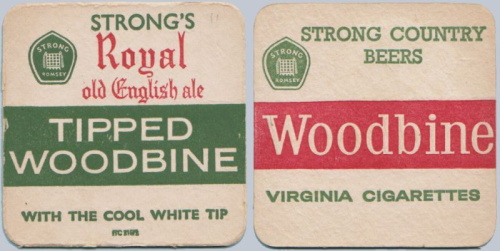 STRONG'S
Royal
old English ale
STRONG
ROMSEY
TIPPED
WOODBINE
WITH THE COOL WHITE TIP
STRONG COUNTRY
BEERS
STRONG
ROMSEY
Woodbine
VIRGINIA CIGARETTES